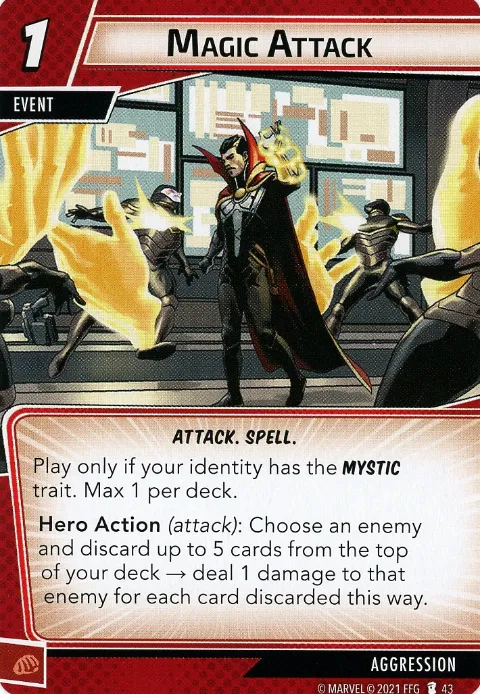 1
MAGIC ATTACK
EVENT
ATTACK. SPELL.
Play only if your identity has the MYSTIC
trait. Max 1 per deck.
Hero Action (attack): Choose an enemy
and discard up to 5 cards from the top
of your deck → deal 1 damage to that
enemy for each card discarded this way.
AGGRESSION
© MARVEL © 2021 FFG 43